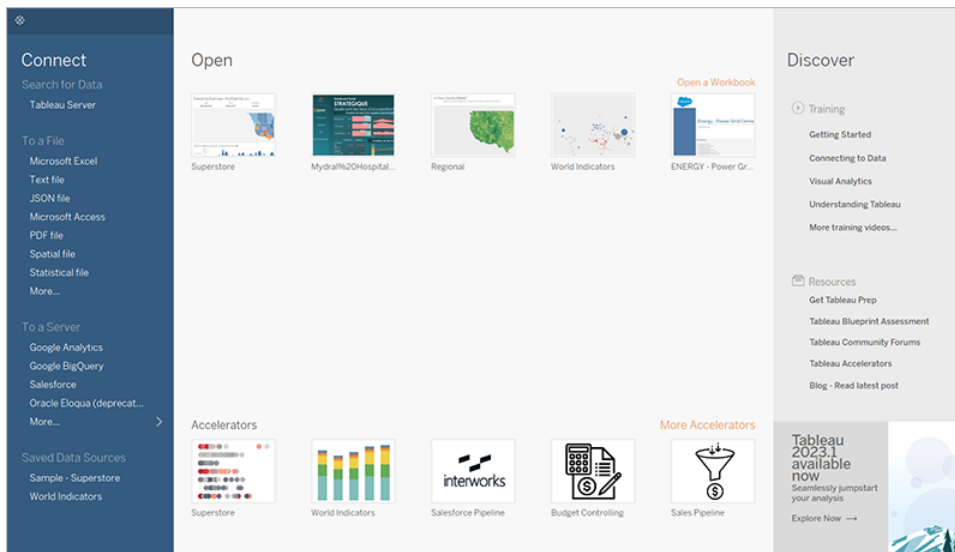 Connect
Search for Data
Tableau Server
To a File
Microsoft Excel
Text file
JSON file
Microsoft Access
PDF file
Spatial file
Statistical file
More...
To a Server
Google Analytics
Google BigQuery
Salesforce
Oracle Eloqua (deprecat...
More...
Saved Data Sources
Sample - Superstore
World Indicators
Open
Open a Workbook
STRATEGIQUE
Energy - Power Grid Cente
Superstore
Mydral%20Hospital...
Regional
World Indicators
ENERGY - Power Gr...
Accelerators
More Accelerators
interworks
Superstore
World Indicators
Salesforce Pipeline
Budget Controlling
Sales Pipeline
Discover
Training
Getting Started
Connecting to Data
Visual Analytics
Understanding Tableau
More training videos...
Resources
Get Tableau Prep
Tableau Blueprint Assessment
Tableau Community Forums
Tableau Accelerators
Blog - Read latest post
Tableau
2023.1
available
now
Seamlessly jumpstart
your analysis
Explore Now →